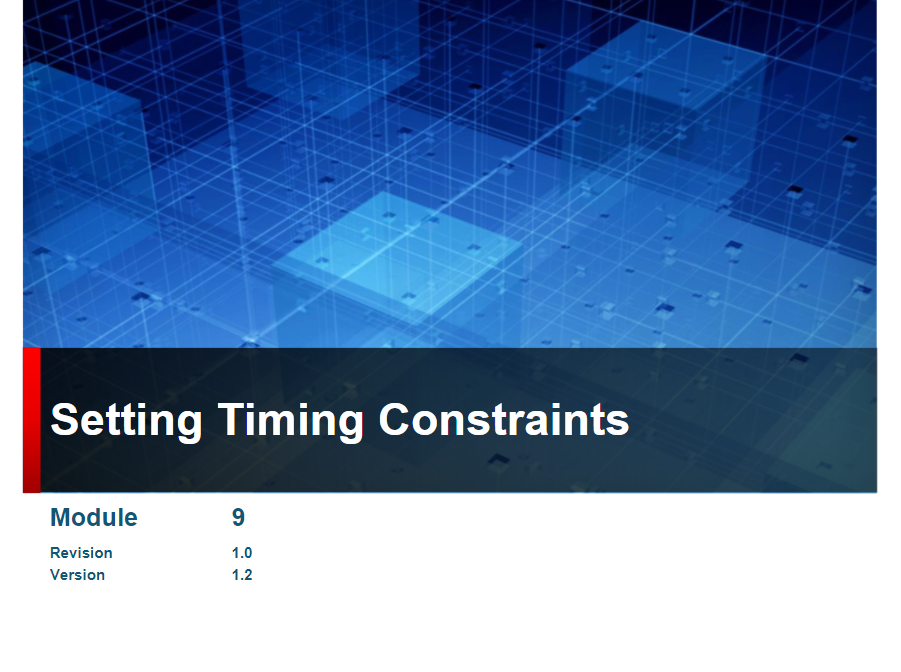 Setting Timing Constraints
Module 9
Revision 1.0
Version 1.2